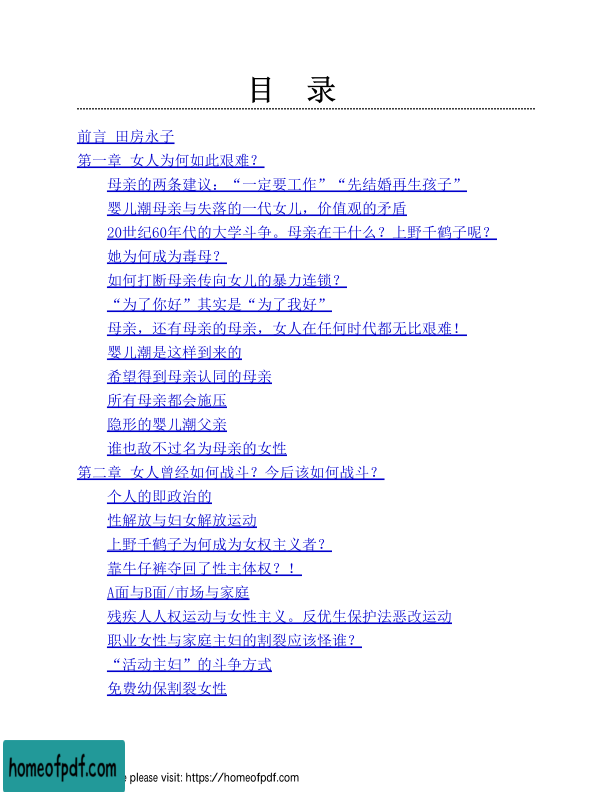 目 录
前言 田房永子
第一章 女人为何如此艰难？
母亲的两条建议：“一定要工作”“先结婚再生孩子”
婴儿潮母亲与失落的一代女儿，价值观的矛盾
20世纪60年代的大学斗争。母亲在干什么？上野千鹤子呢？
她为何成为毒母？
如何打断母亲传向女儿的暴力连锁？
“为了你好”其实是“为了我好”
母亲，还有母亲的母亲，女人在任何时代都无比艰难！
婴儿潮是这样到来的
希望得到母亲认同的母亲
所有母亲都会施压
隐形的婴儿潮父亲
谁也敌不过名为母亲的女性
第二章 女人曾经如何战斗？今后该如何战斗？
个人的即政治的
性解放与妇女解放运动
上野千鹤子为何成为女权主义者？
靠牛仔裤夺回了性主体权？！
A面与B面/市场与家庭
残疾人人权运动与女性主义。反优生保护法恶改运动
职业女性与家庭主妇的割裂应该怪谁？
“活动主妇”的斗争方式
免费幼保割裂女性
homeofpdf.com
e please visit: https://homeofpdf.com